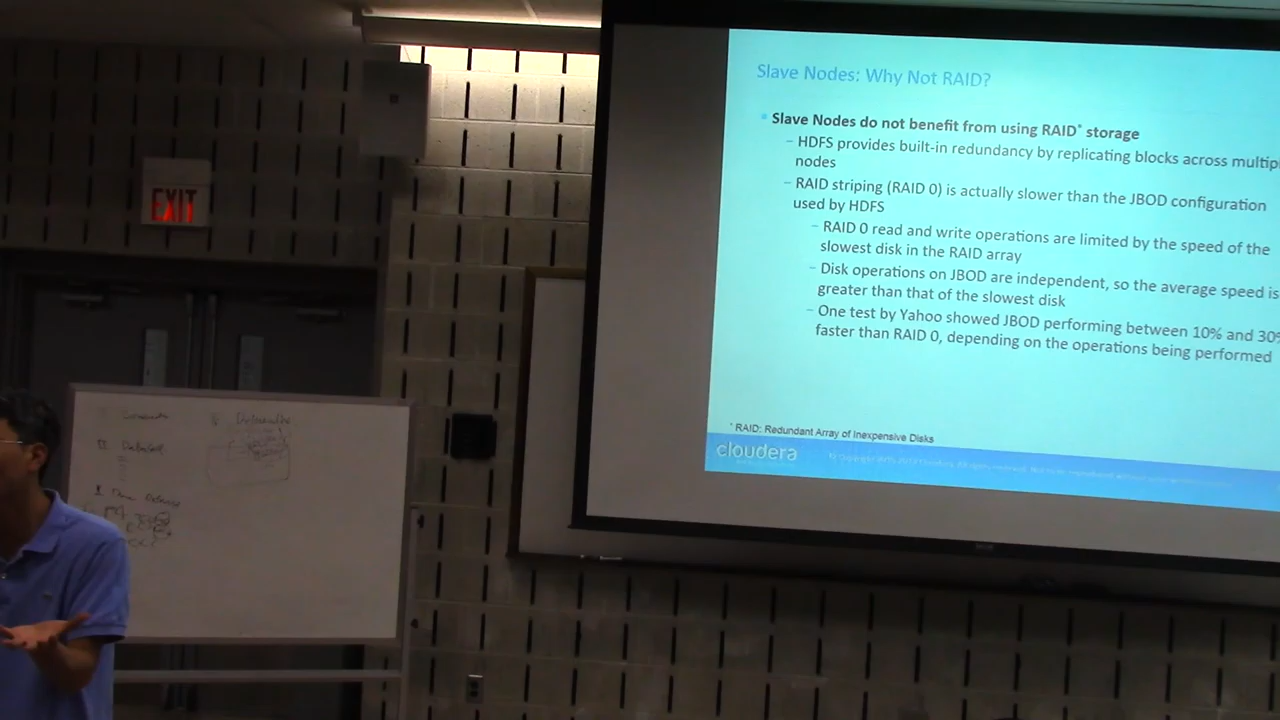 Slave Nodes: Why Not RAID?
Slave Nodes do not benefit from using RAID* storage
– HDFS provides built-in redundancy by replicating blocks across multip
nodes
– RAID striping (RAID 0) is actually slower than the JBOD configuration
used by HDFS
– RAID 0 read and write operations are limited by the speed of the
slowest disk in the RAID array
– Disk operations on JBOD are independent, so the average speed is
greater than that of the slowest disk
– One test by Yahoo showed JBOD performing between 10% and 30%
faster than RAID 0, depending on the operations being performed
* RAID: Redundant Array of Inexpensive Disks
cloudera
EXIT